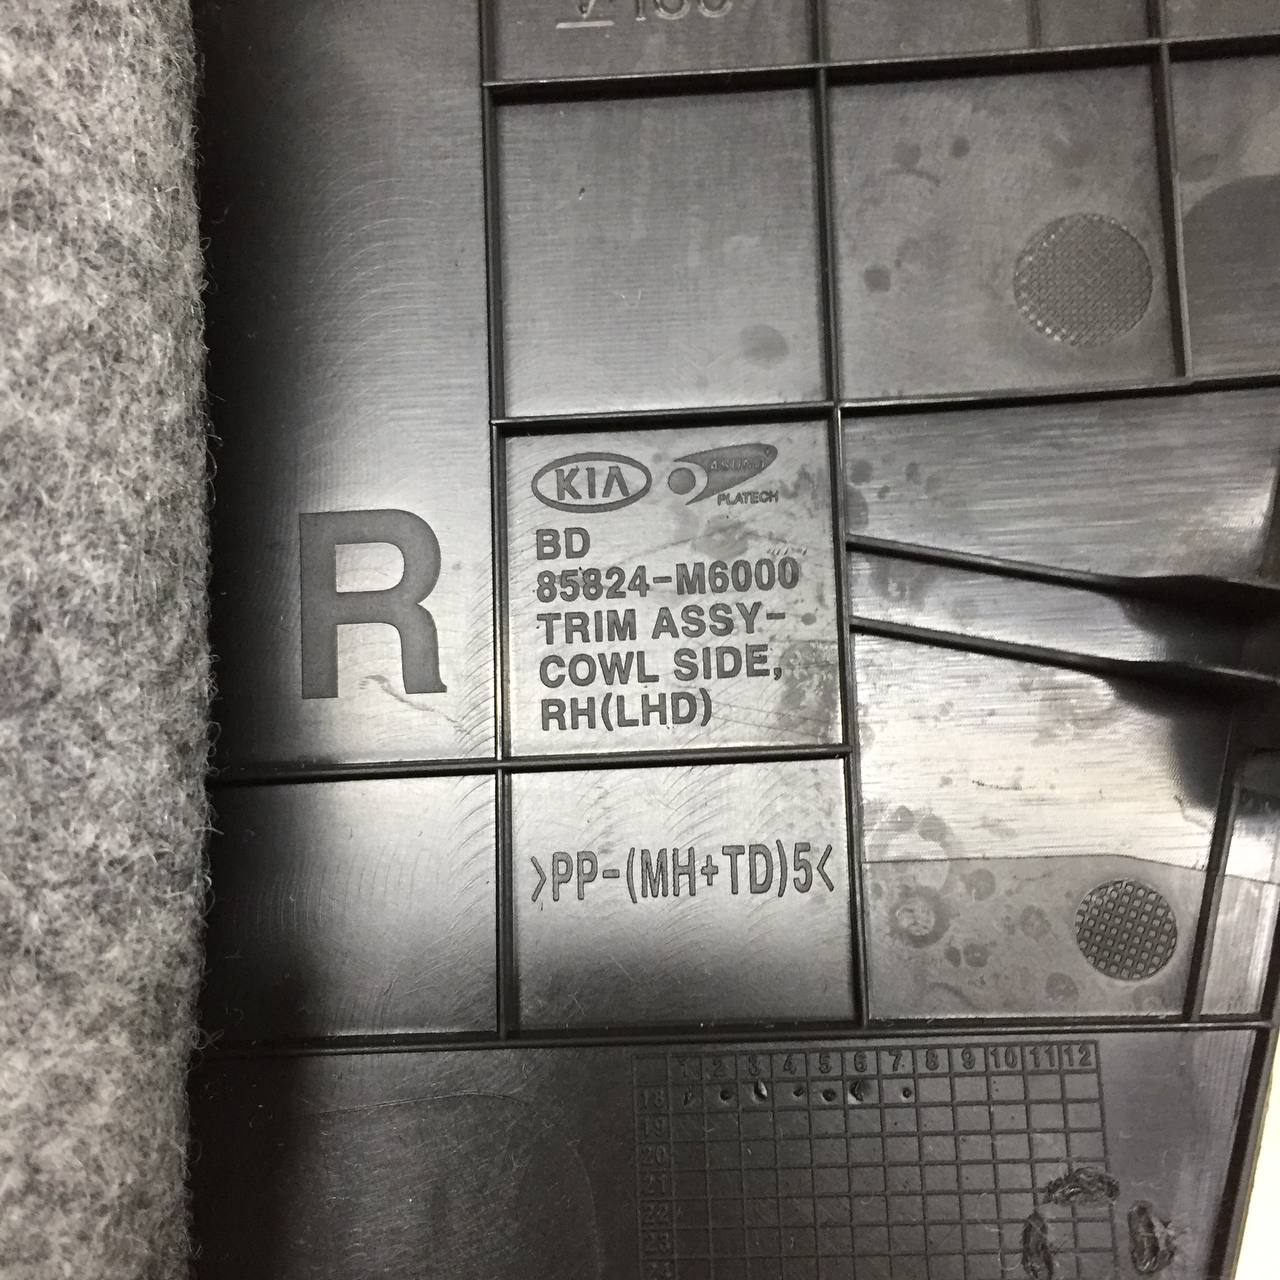 KIA
PLATECH
R
BD
85824-M6000
TRIM ASSY-
COWL SIDE,
RH(LHD)
>PP-(MH+TD)5<
1 2 3 4 5 6 7 8 9 10 11 12
18
19
20
21
22
23